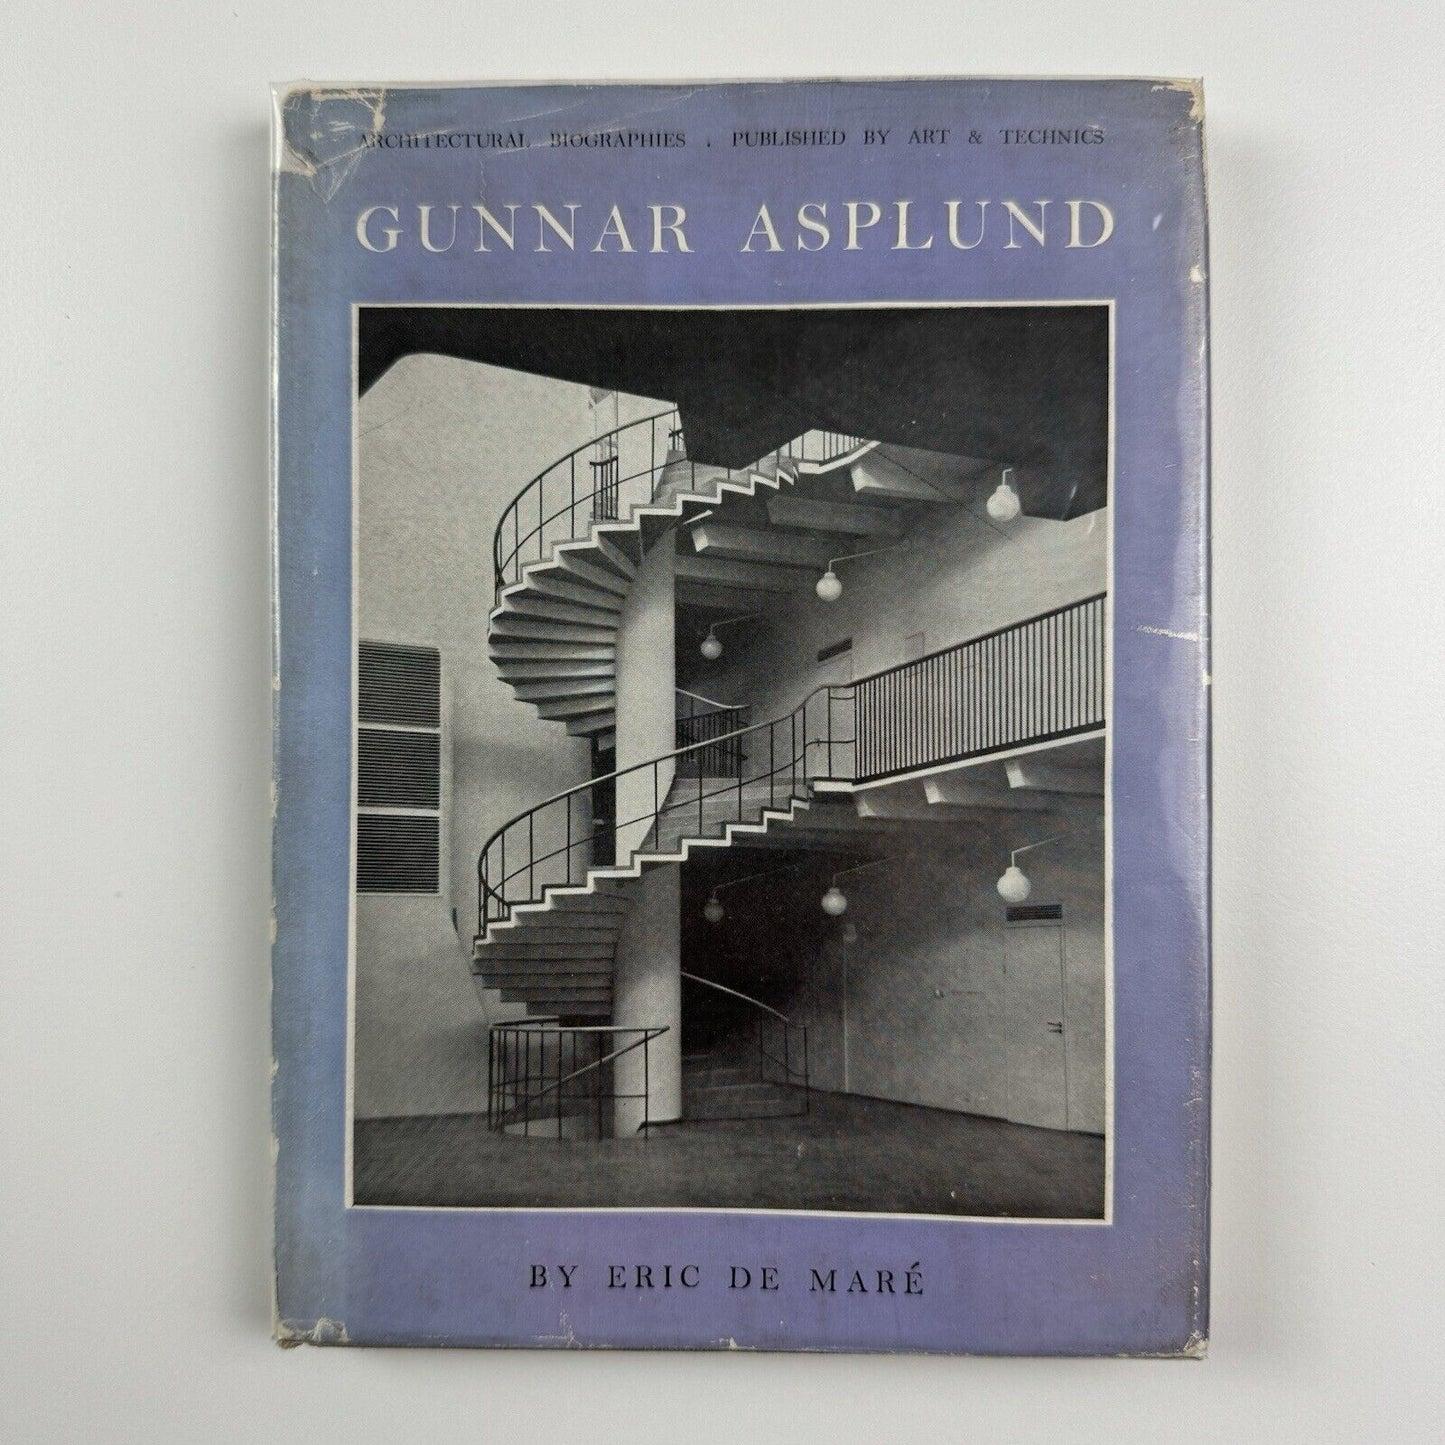 ARCHITECTURAL BIOGRAPHIES . PUBLISHED BY ART & TECHNICS
GUNNAR ASPLUND
BY ERIC DE MARÉ